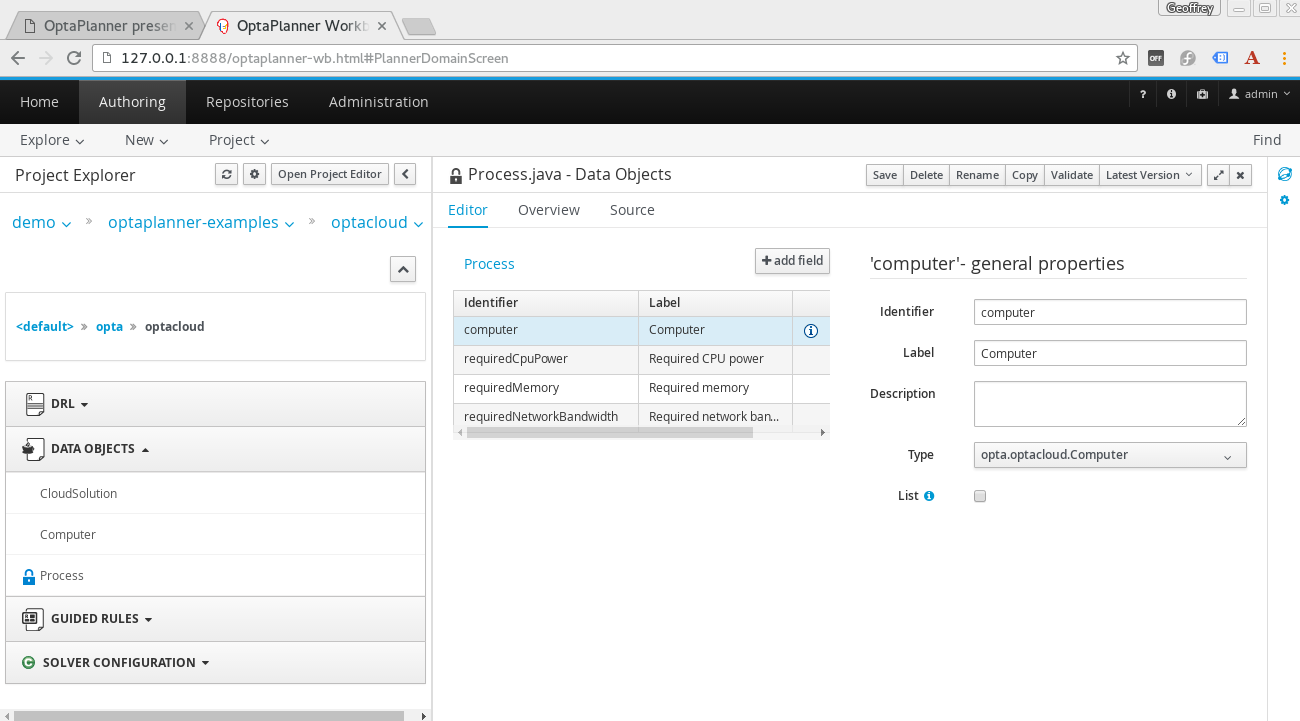 Geoffrey
OptaPlanner presen
OptaPlanner Workb
127.0.0.1:8888/optaplanner-wb.html#PlannerDomainScreen
OFF
A
Home Authoring Repositories Administration
? admin
Explore New Project Find
Project Explorer Open Project Editor
Process.java - Data Objects Save Delete Rename Copy Validate Latest Version
demo » optaplanner-examples » optacloud
Editor Overview Source
<default> » opta » optacloud
DRL
DATA OBJECTS
CloudSolution
Computer
Process
GUIDED RULES
SOLVER CONFIGURATION
Process + add field
Identifier Label
computer Computer
requiredCpuPower Required CPU power
requiredMemory Required memory
requiredNetworkBandwidth Required network ban...
'computer'- general properties
Identifier computer
Label Computer
Description
Type opta.optacloud.Computer
List